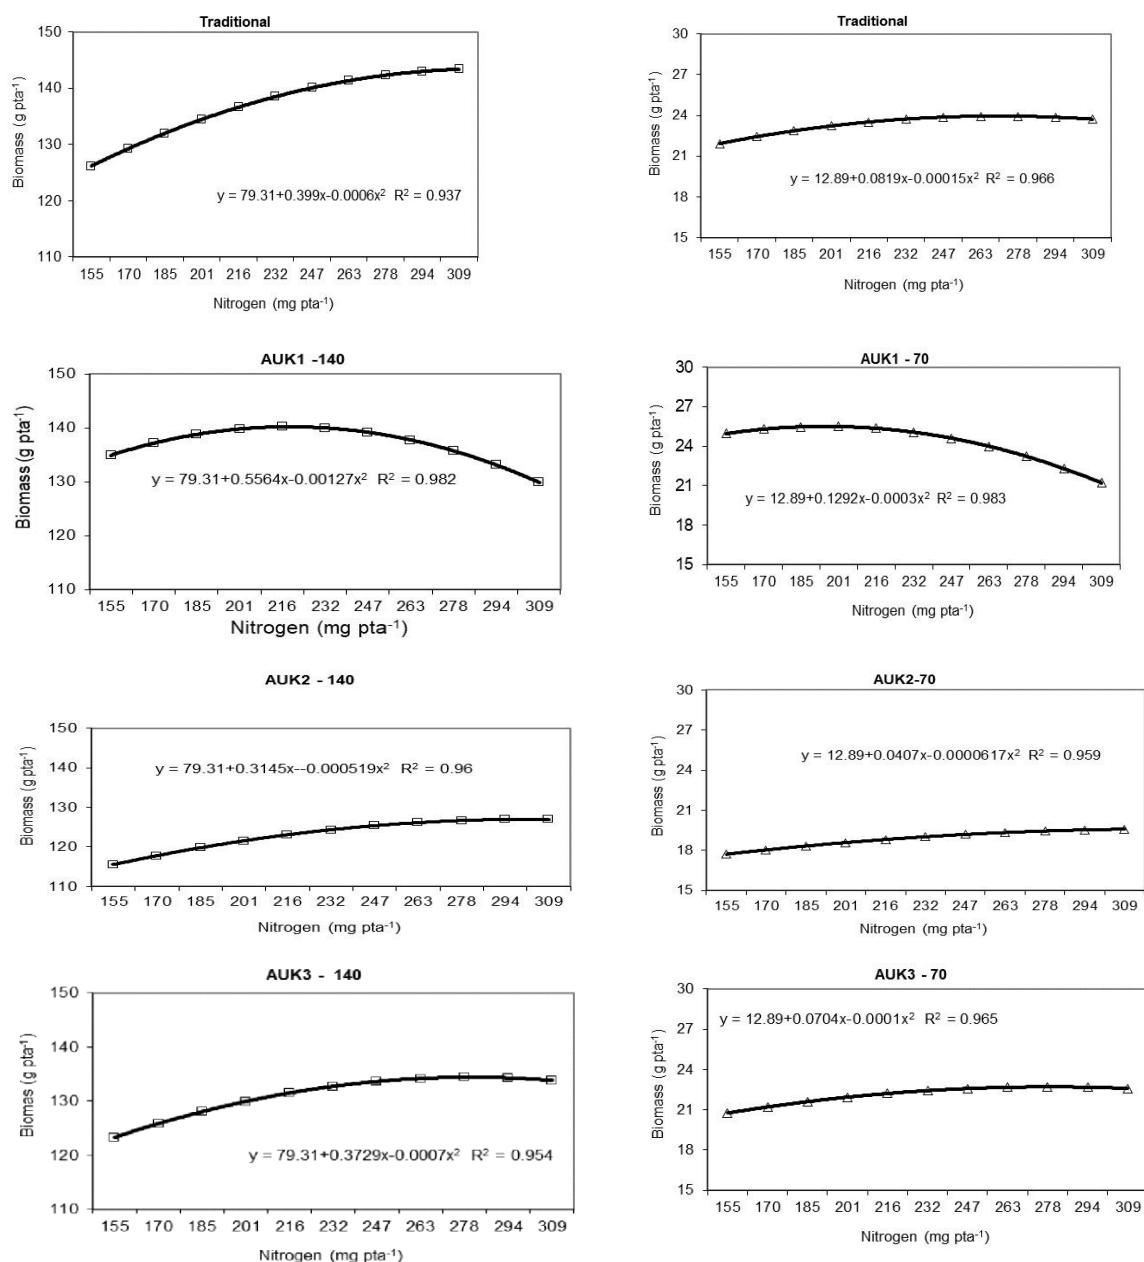 Traditional
150
140
130
120
110
Biomass (g pta⁻¹)
y = 79.31+0.399x-0.0006x² R² = 0.937
155 170 185 201 216 232 247 263 278 294 309
Nitrogen (mg pta⁻¹)
Traditional
30
27
24
21
18
15
Biomass (g pta⁻¹)
y = 12.89+0.0819x-0.00015x² R² = 0.966
155 170 185 201 216 232 247 263 278 294 309
Nitrogen (mg pta⁻¹)
AUK1 -140
150
140
130
120
110
Biomass (g pta⁻¹)
y = 79.31+0.5564x-0.00127x² R² = 0.982
155 170 185 201 216 232 247 263 278 294 309
Nitrogen (mg pta⁻¹)
AUK1 - 70
30
27
24
21
18
15
Biomass (g pta⁻¹)
y = 12.89+0.1292x-0.0003x² R² = 0.983
155 170 185 201 216 232 247 263 278 294 309
Nitrogen (mg pta⁻¹)
AUK2 - 140
150
140
130
120
110
Biomass (g pta⁻¹)
y = 79.31+0.3145x--0.000519x² R² = 0.96
155 170 185 201 216 232 247 263 278 294 309
Nitrogen (mg pta⁻¹)
AUK2-70
30
27
24
21
18
15
Biomass (g pta⁻¹)
y = 12.89+0.0407x-0.0000617x² R² = 0.959
155 170 185 201 216 232 247 263 278 294 309
Nitrogen (mg pta⁻¹)
AUK3 - 140
150
140
130
120
110
Biomas (g pta⁻¹)
y = 79.31+0.3729x-0.0007x² R² = 0.954
155 170 185 201 216 232 247 263 278 294 309
Nitrogen (mg pta⁻¹)
AUK3 - 70
30
27
24
21
18
15
Biomass (g pta⁻¹)
y = 12.89+0.0704x-0.0001x² R² = 0.965
155 170 185 201 216 232 247 263 278 294 309
Nitrogen (mg pta⁻¹)